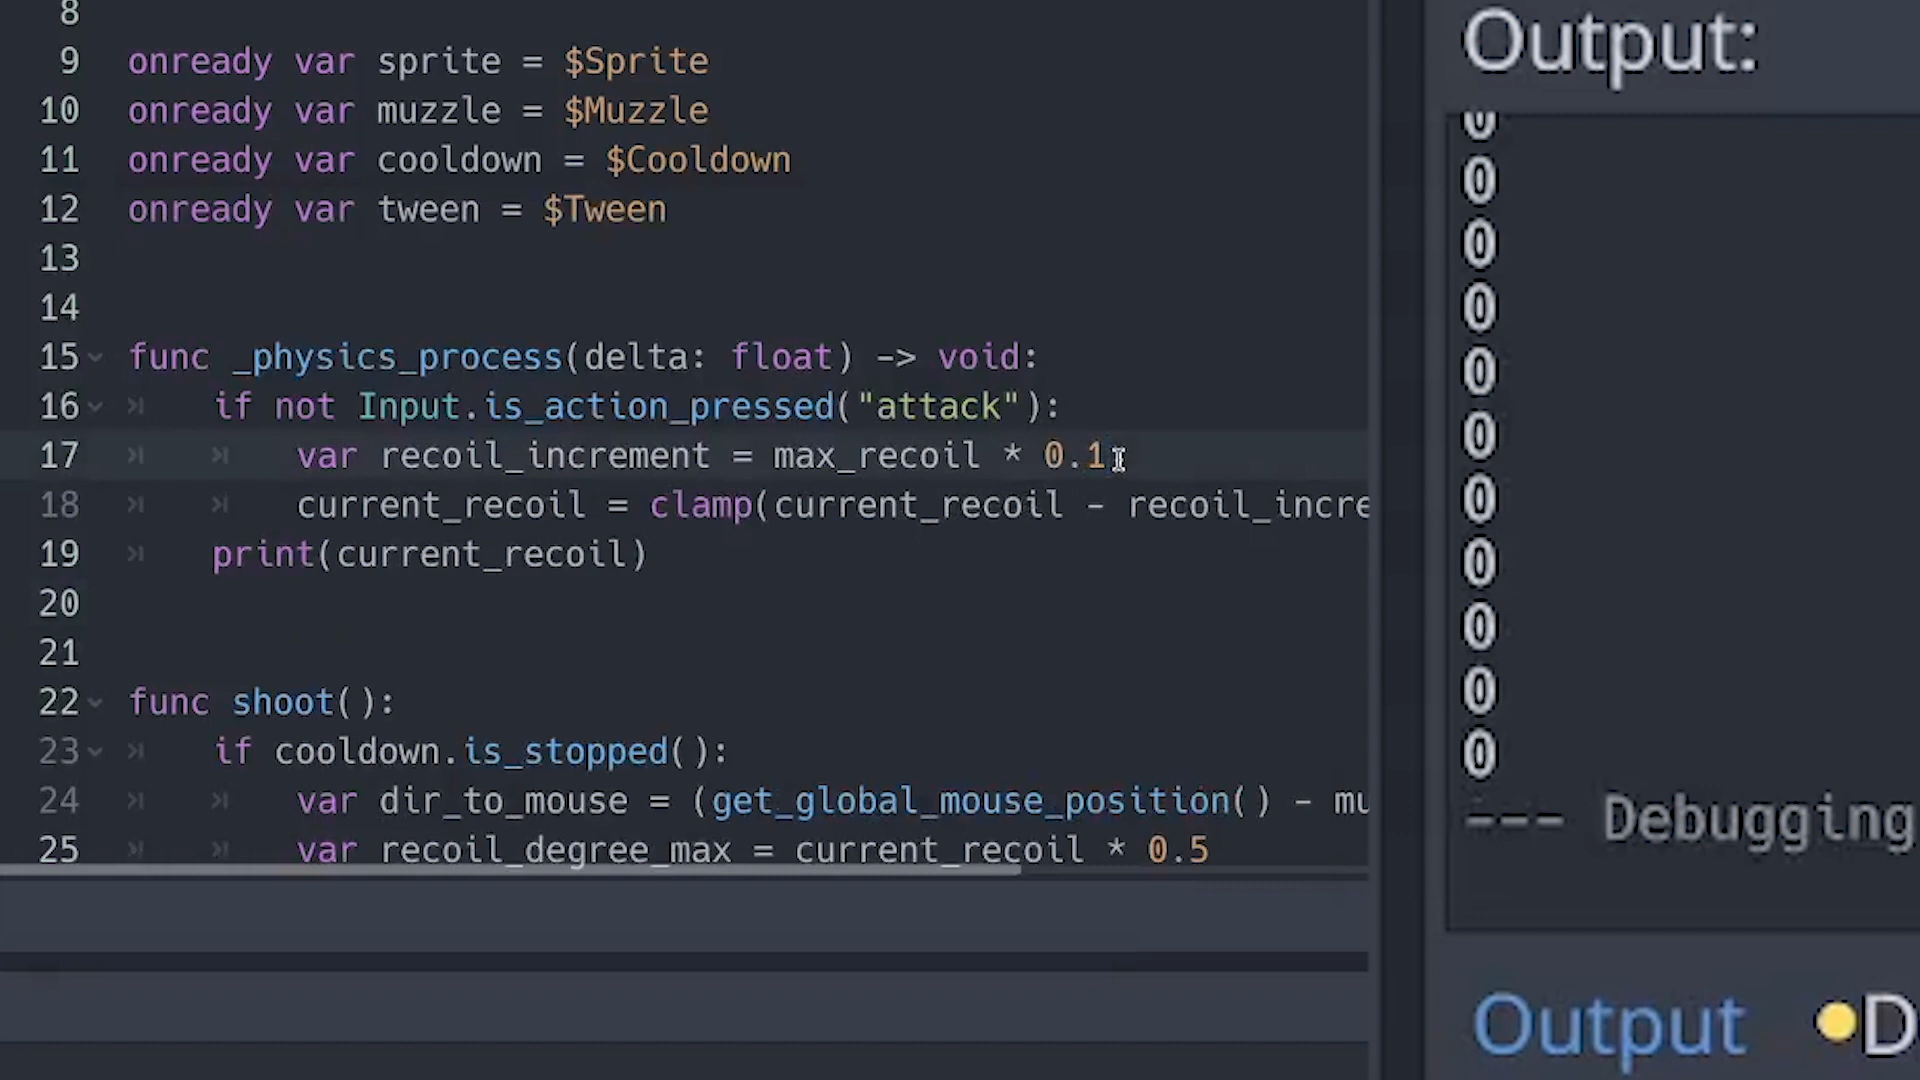 8
9 onready var sprite = $Sprite
10 onready var muzzle = $Muzzle
11 onready var cooldown = $Cooldown
12 onready var tween = $Tween
13
14
15 func _physics_process(delta: float) -> void:
16 if not Input.is_action_pressed("attack"):
17 var recoil_increment = max_recoil * 0.1
18 current_recoil = clamp(current_recoil - recoil_incre
19 print(current_recoil)
20
21
22 func shoot():
23 if cooldown.is_stopped():
24 var dir_to_mouse = (get_global_mouse_position() - mu
25 var recoil_degree_max = current_recoil * 0.5
Output:
0
0
0
0
0
0
0
0
0
0
0
--- Debugging
Output D